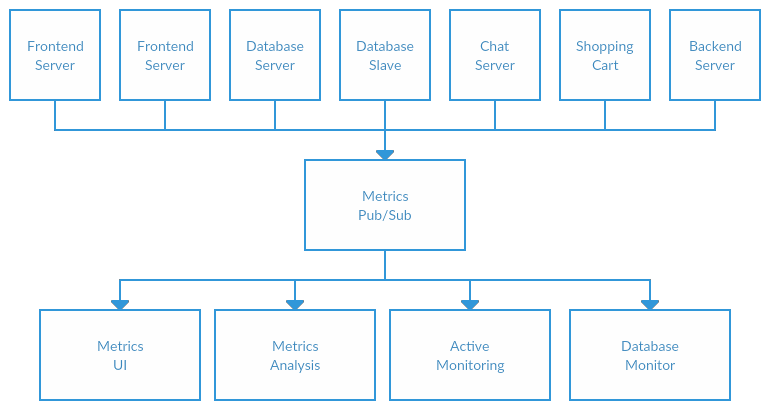 Frontend
Server
Frontend
Server
Database
Server
Database
Slave
Chat
Server
Shopping
Cart
Backend
Server
Metrics
Pub/Sub
Metrics
UI
Metrics
Analysis
Active
Monitoring
Database
Monitor